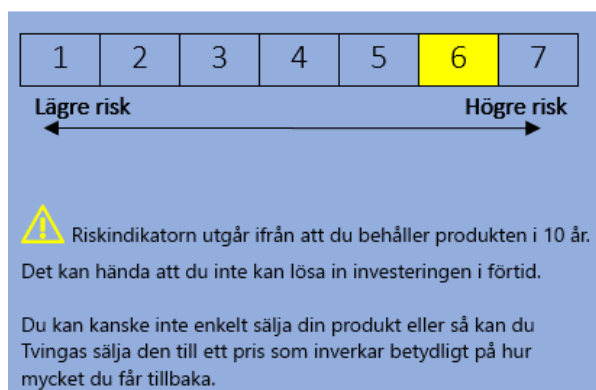 1 2 3 4 5 6 7
Lägre risk Högre risk
Riskindikatorn utgår ifrån att du behåller produkten i 10 år.
Det kan hända att du inte kan lösa in investeringen i förtid.
Du kan kanske inte enkelt sälja din produkt eller så kan du
Tvingas sälja den till ett pris som inverkar betydligt på hur
mycket du får tillbaka.